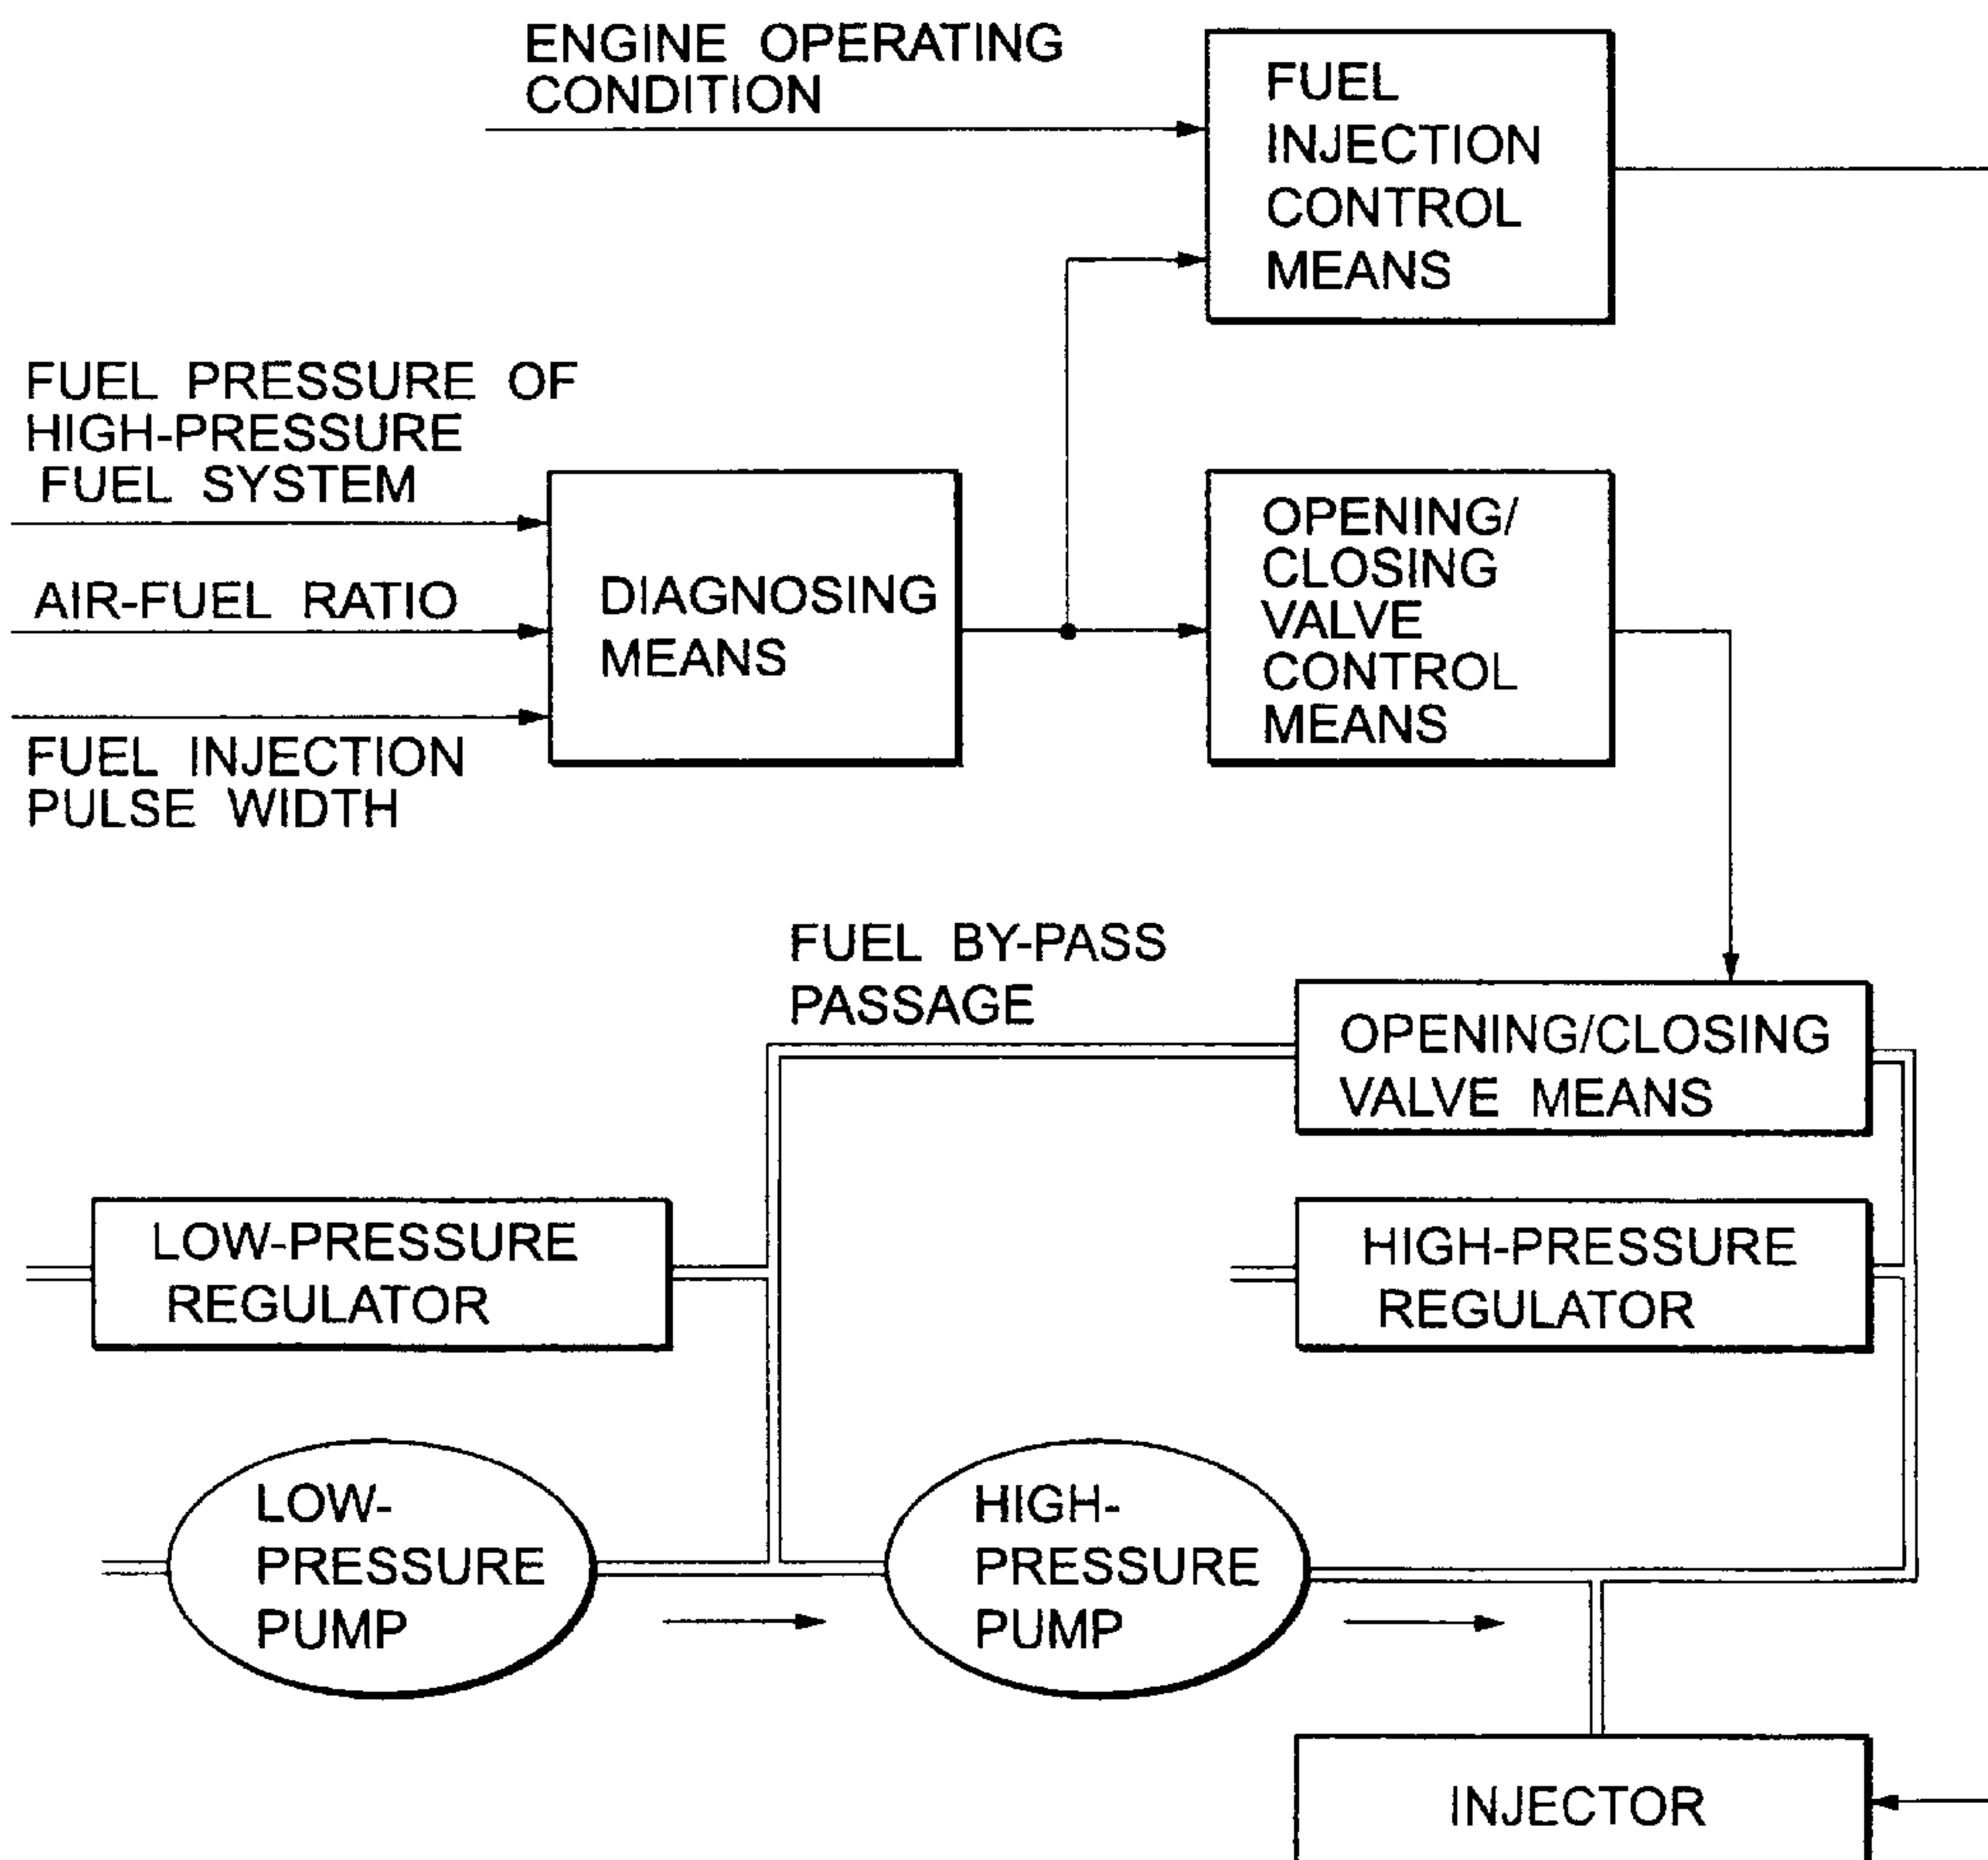 ENGINE OPERATING
CONDITION
FUEL
INJECTION
CONTROL
MEANS
FUEL PRESSURE OF
HIGH-PRESSURE
FUEL SYSTEM
AIR-FUEL RATIO
FUEL INJECTION
PULSE WIDTH
DIAGNOSING
MEANS
OPENING/
CLOSING
VALVE
CONTROL
MEANS
FUEL BY-PASS
PASSAGE
OPENING/CLOSING
VALVE MEANS
LOW-PRESSURE
REGULATOR
HIGH-PRESSURE
REGULATOR
LOW-
PRESSURE
PUMP
HIGH-
PRESSURE
PUMP
INJECTOR